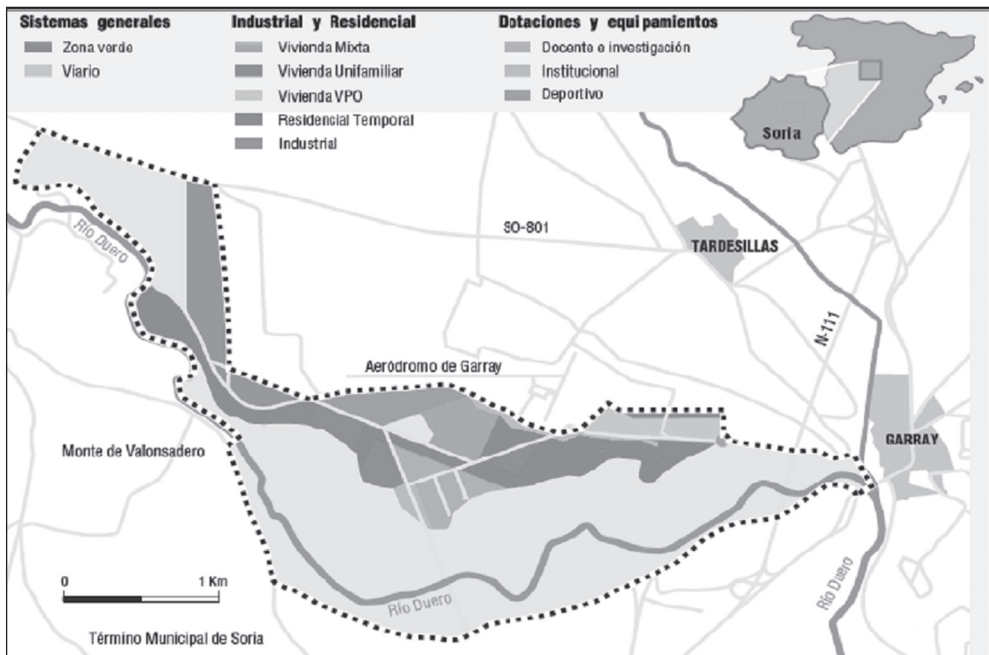 Sistemas generales
Zona verde
Viario
Industrial y Residencial
Vivienda Mixta
Vivienda Unifamiliar
Vivienda VPO
Residencial Temporal
Industrial
Dotaciones y equipamientos
Docente e investigación
Institucional
Deportivo
Soria
Río Duero
SO-801
TARDESILLAS
N-111
Aeródromo de Garray
Monte de Valonsadero
GARRAY
0 1 Km
Río Duero
Río Duero
Término Municipal de Soria